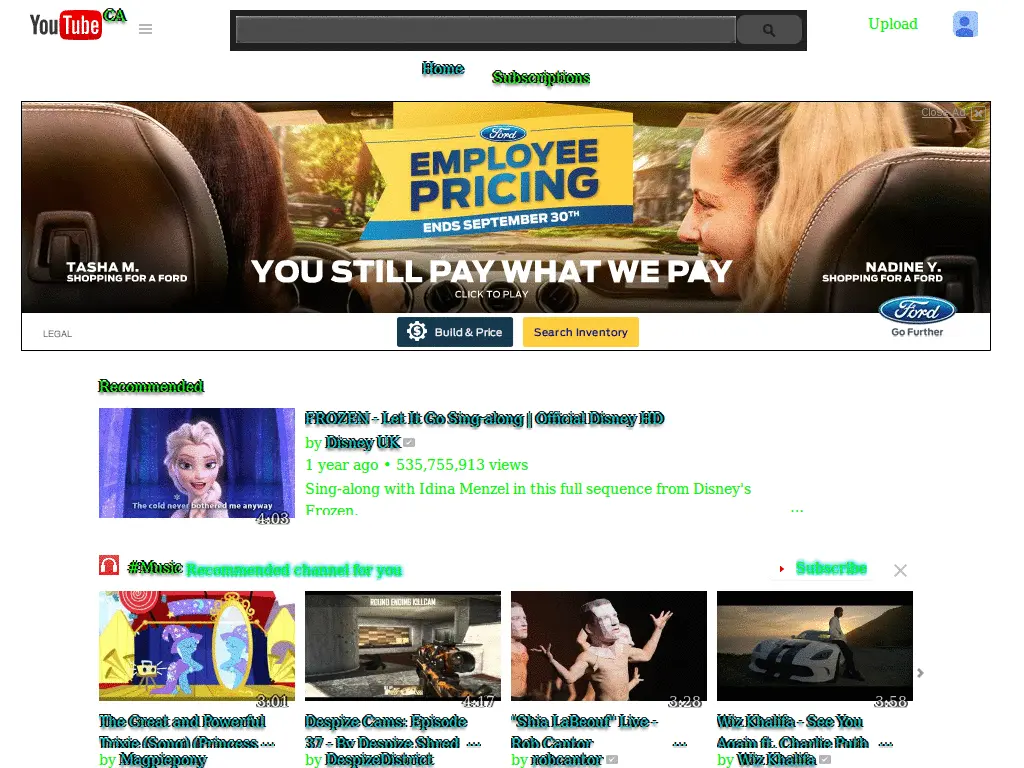 YouTube CA
Upload
Home
Subscriptions
Close Ad
Ford
EMPLOYEE
PRICING
ENDS SEPTEMBER 30TH
TASHA M.
SHOPPING FOR A FORD
YOU STILL PAY WHAT WE PAY
CLICK TO PLAY
NADINE Y.
SHOPPING FOR A FORD
LEGAL
Build & Price
Search Inventory
Ford
Go Further
Recommended
FROZEN - Let It Go Sing-along | Official Disney HD
by Disney UK
1 year ago • 535,755,913 views
Sing-along with Idina Menzel in this full sequence from Disney's
Frozen. ...
The cold never bothered me anyway
4:03
#Music Recommended channel for you
Subscribe
ROUND ENDING KILLCAM
3:01
4:17
3:28
3:58
The Great and Powerful
Trixie (Song) (Princess ...
by Magpiepony
Despize Cams: Episode
37 - By Despize Shred ...
by DespizeDistrict
"Shia LaBeouf" Live -
Rob Cantor ...
by robcantor
Wiz Khalifa - See You
Again ft. Charlie Puth ...
by Wiz Khalifa